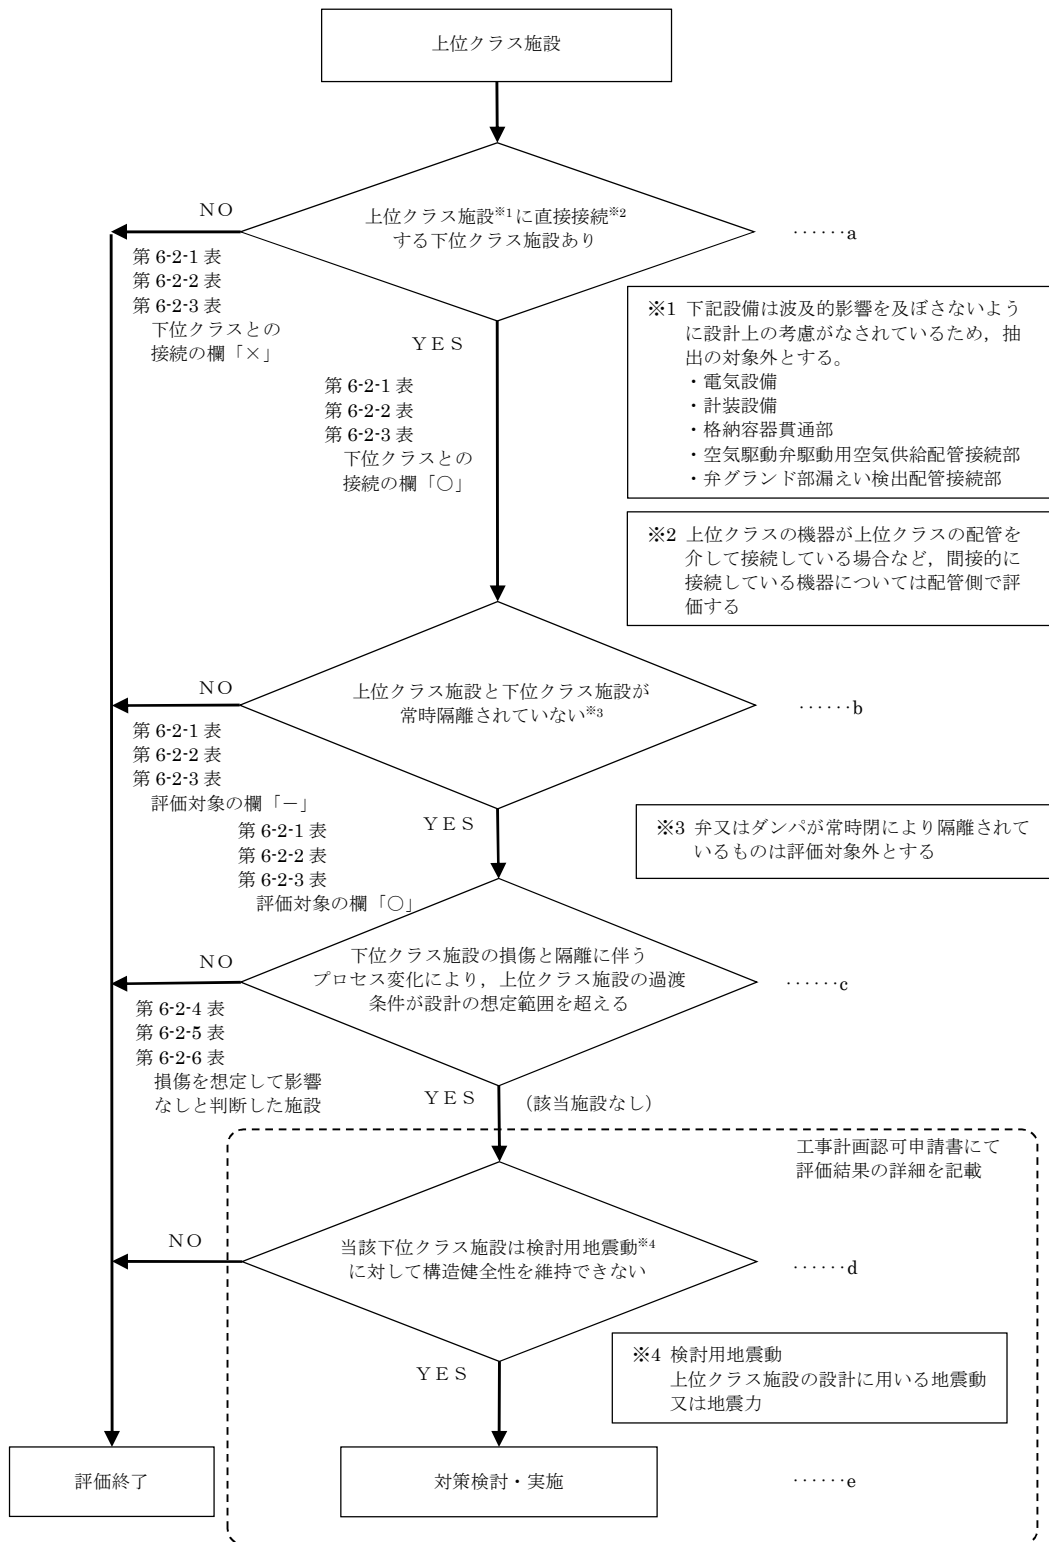 上位クラス施設
上位クラス施設※1に直接接続※2
する下位クラス施設あり
······a
NO
第 6-2-1 表
第 6-2-2 表
第 6-2-3 表
下位クラスとの
接続の欄「×」
YES
第 6-2-1 表
第 6-2-2 表
第 6-2-3 表
下位クラスとの
接続の欄「○」
※1 下記設備は波及的影響を及ぼさないよう
に設計上の考慮がなされているため，抽
出の対象外とする。
・電気設備
・計装設備
・格納容器貫通部
・空気駆動弁駆動用空気供給配管接続部
・弁グランド部漏えい検出配管接続部
※2 上位クラスの機器が上位クラスの配管を
介して接続している場合など，間接的に
接続している機器については配管側で評
価する
上位クラス施設と下位クラス施設が
常時隔離されていない※3
······b
NO
第 6-2-1 表
第 6-2-2 表
第 6-2-3 表
評価対象の欄「－」
YES
第 6-2-1 表
第 6-2-2 表
第 6-2-3 表
評価対象の欄「○」
※3 弁又はダンパが常時閉により隔離されて
いるものは評価対象外とする
下位クラス施設の損傷と隔離に伴う
プロセス変化により，上位クラス施設の過渡
条件が設計の想定範囲を超える
······c
NO
第 6-2-4 表
第 6-2-5 表
第 6-2-6 表
損傷を想定して影響
なしと判断した施設
YES
（該当施設なし）
工事計画認可申請書にて
評価結果の詳細を記載
当該下位クラス施設は検討用地震動※4
に対して構造健全性を維持できない
······d
NO
YES
※4 検討用地震動
上位クラス施設の設計に用いる地震動
又は地震力
評価終了
対策検討・実施
······e